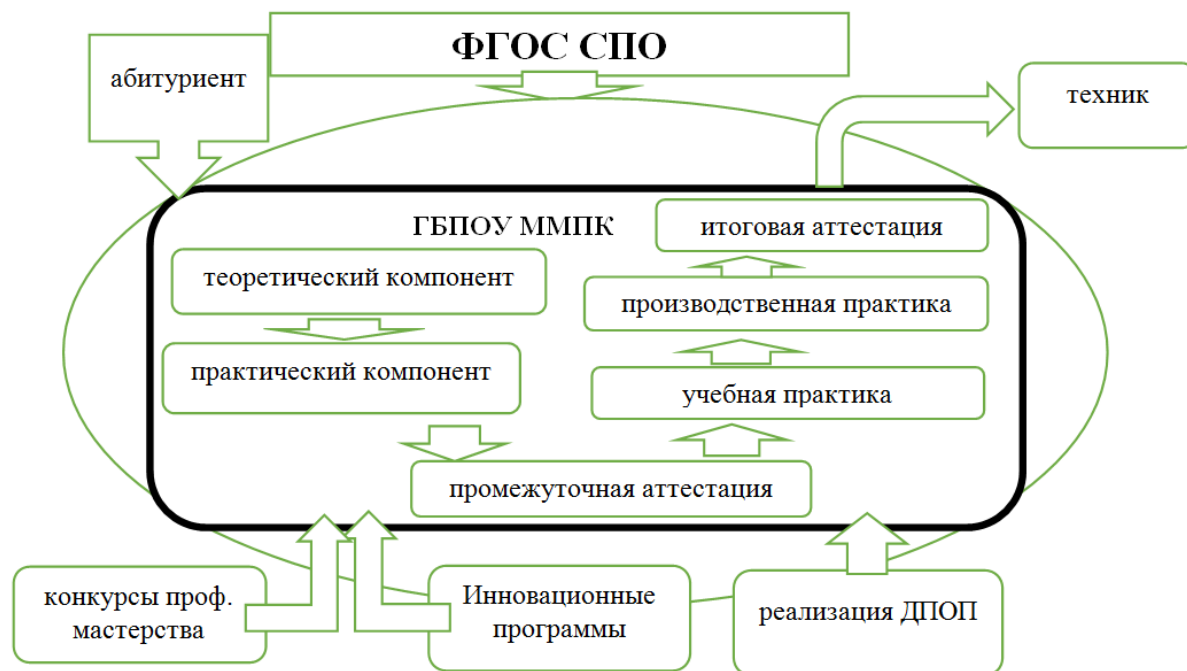 ФГОС СПО
абитуриент
техник
ГБПОУ ММПК
итоговая аттестация
теоретический компонент
производственная практика
практический компонент
учебная практика
промежуточная аттестация
конкурсы проф.
мастерства
Инновационные
программы
реализация ДПОП